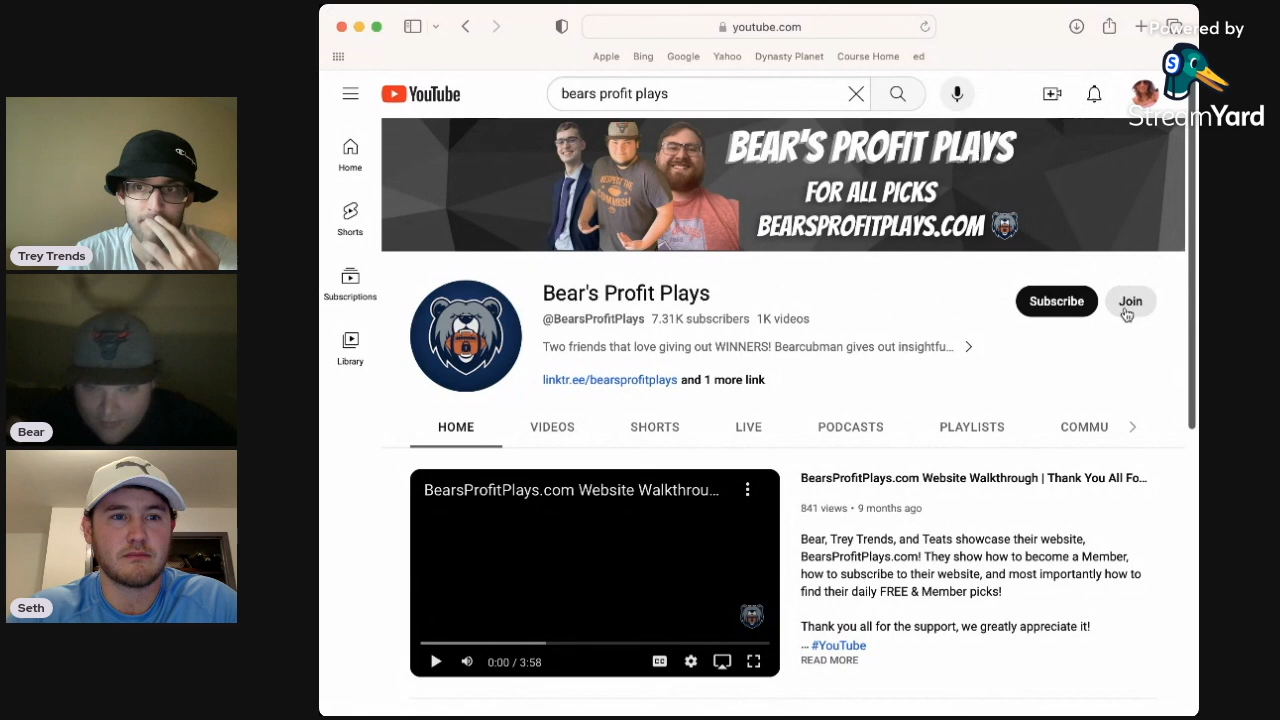 youtube.com
Apple Bing Google Yahoo Dynasty Planet Course Home ed
Powered by
StreamYard
YouTube
bears profit plays
Home
Shorts
Subscriptions
Library
BEAR'S PROFIT PLAYS
FOR ALL PICKS
BEARSPROFITPLAYS.COM
Bear's Profit Plays
@BearsProfitPlays 7.31K subscribers 1K videos
Two friends that love giving out WINNERS! Bearcubman gives out insightfu...
linktr.ee/bearsprofitplays and 1 more link
Subscribe
Join
HOME VIDEOS SHORTS LIVE PODCASTS PLAYLISTS COMMU
BearsProfitPlays.com Website Walkthrou...
0:00 / 3:58
BearsProfitPlays.com Website Walkthrough | Thank You All Fo...
841 views • 9 months ago
Bear, Trey Trends, and Teats showcase their website,
BearsProfitPlays.com! They show how to become a Member,
how to subscribe to their website, and most importantly how to
find their daily FREE & Member picks!
Thank you all for the support, we greatly appreciate it!
... #YouTube
READ MORE
Trey Trends
Bear
Seth